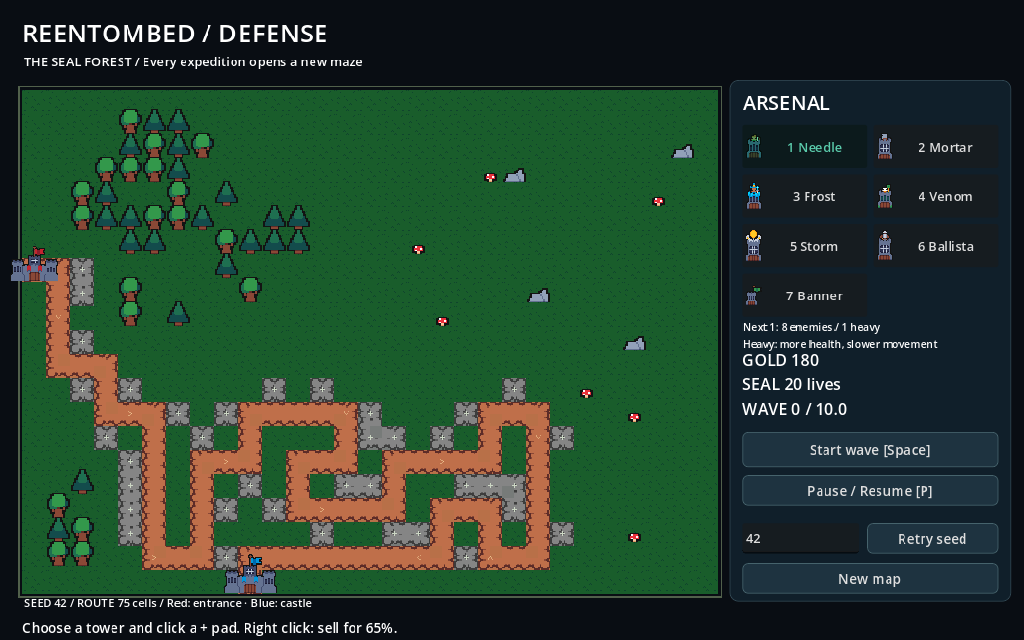 REENTOMBED / DEFENSE
THE SEAL FOREST / Every expedition opens a new maze
ARSENAL
1 Needle
2 Mortar
3 Frost
4 Venom
5 Storm
6 Ballista
7 Banner
Next 1: 8 enemies / 1 heavy
Heavy: more health, slower movement
GOLD 180
SEAL 20 lives
WAVE 0 / 10.0
Start wave [Space]
Pause / Resume [P]
42
Retry seed
New map
SEED 42 / ROUTE 75 cells / Red: entrance · Blue: castle
Choose a tower and click a + pad. Right click: sell for 65%.